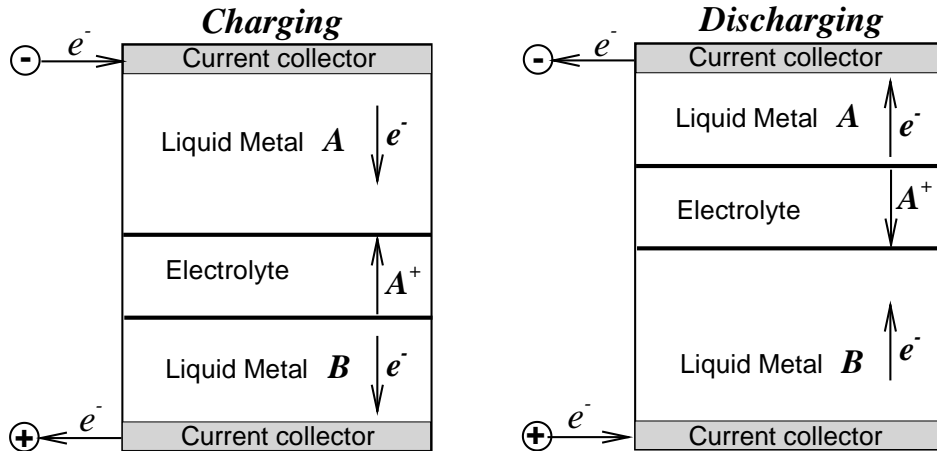 Charging
-
e-
Current collector
Liquid Metal A
e-
Electrolyte
A+
Liquid Metal B
e-
+
e-
Current collector
Discharging
-
e-
Current collector
Liquid Metal A
e-
Electrolyte
A+
Liquid Metal B
e-
+
e-
Current collector